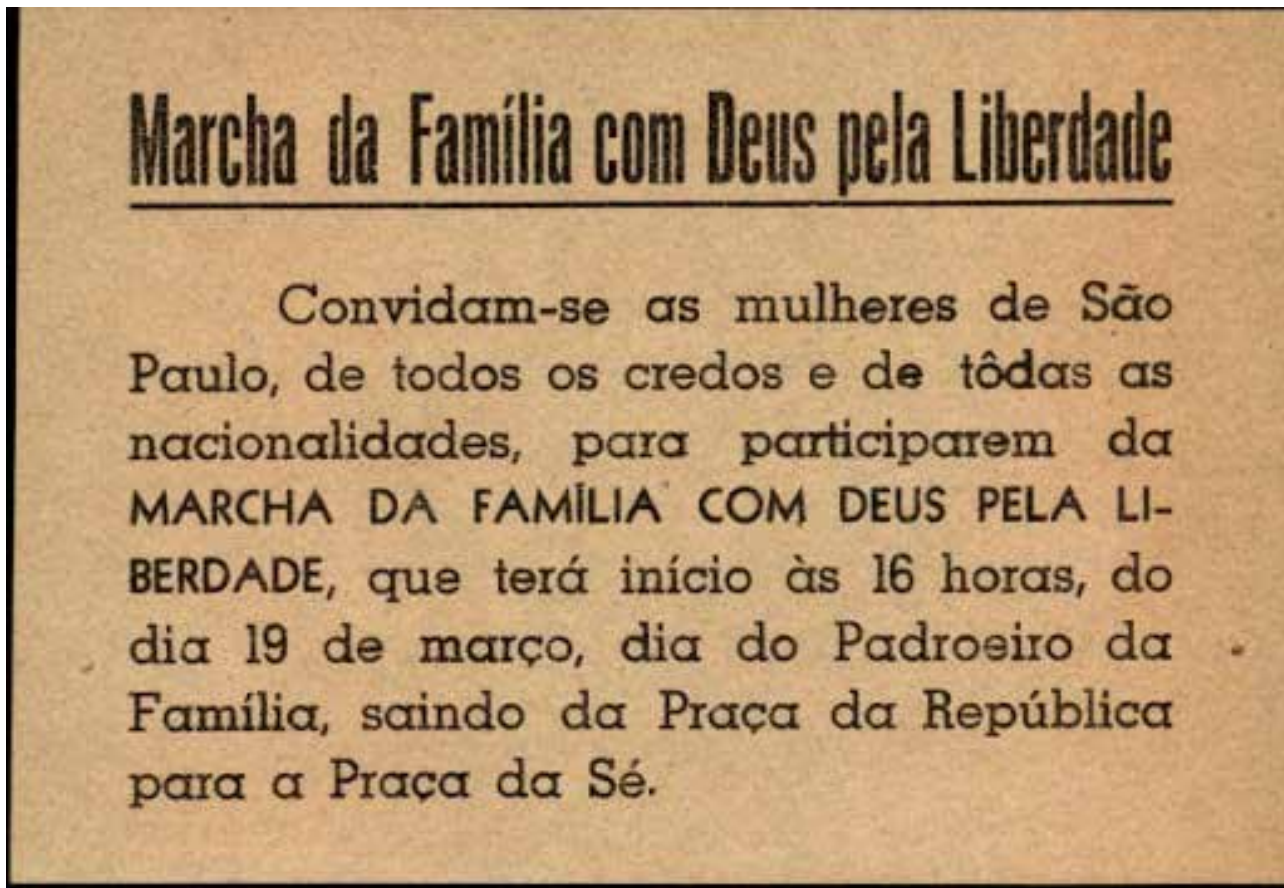 Marcha da Família com Deus pela Liberdade
Convidam-se as mulheres de São
Paulo, de todos os credos e de tôdas as
nacionalidades, para participarem da
MARCHA DA FAMÍLIA COM DEUS PELA LI-
BERDADE, que terá início às 16 horas, do
dia 19 de março, dia do Padroeiro da
Família, saindo da Praça da República
para a Praça da Sé.